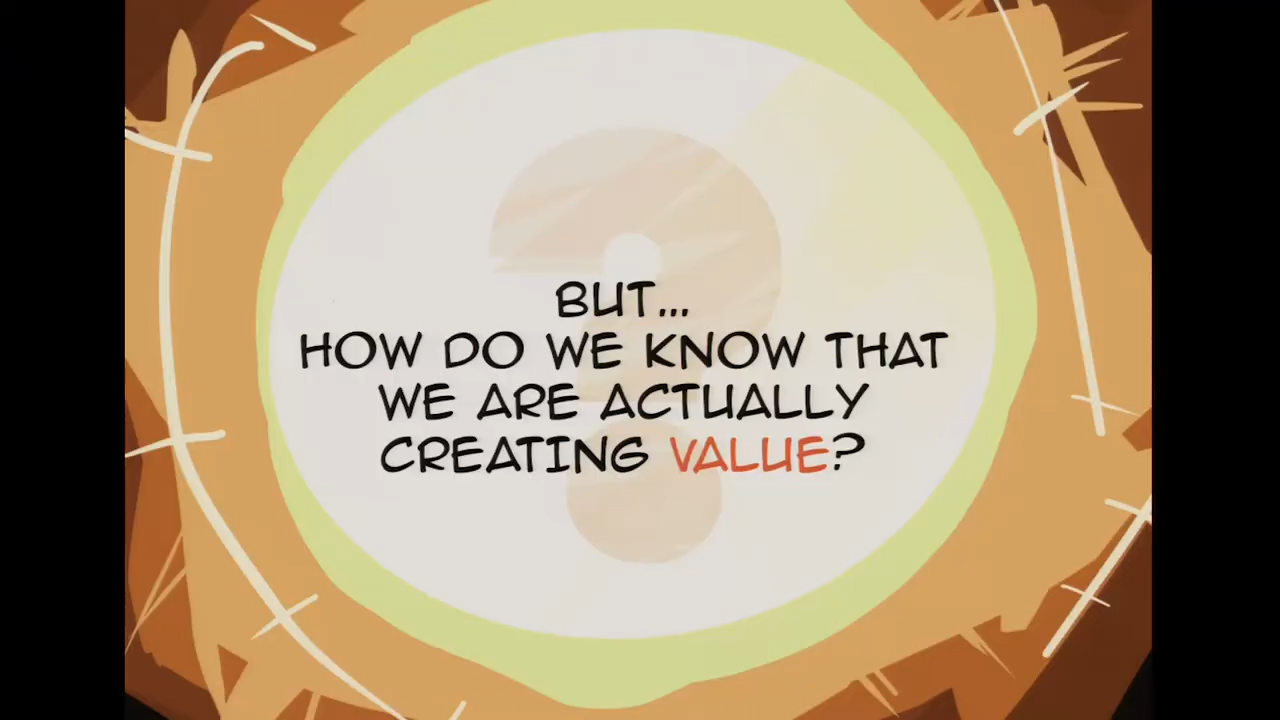 BUT...
HOW DO WE KNOW THAT
WE ARE ACTUALLY
CREATING VALUE?